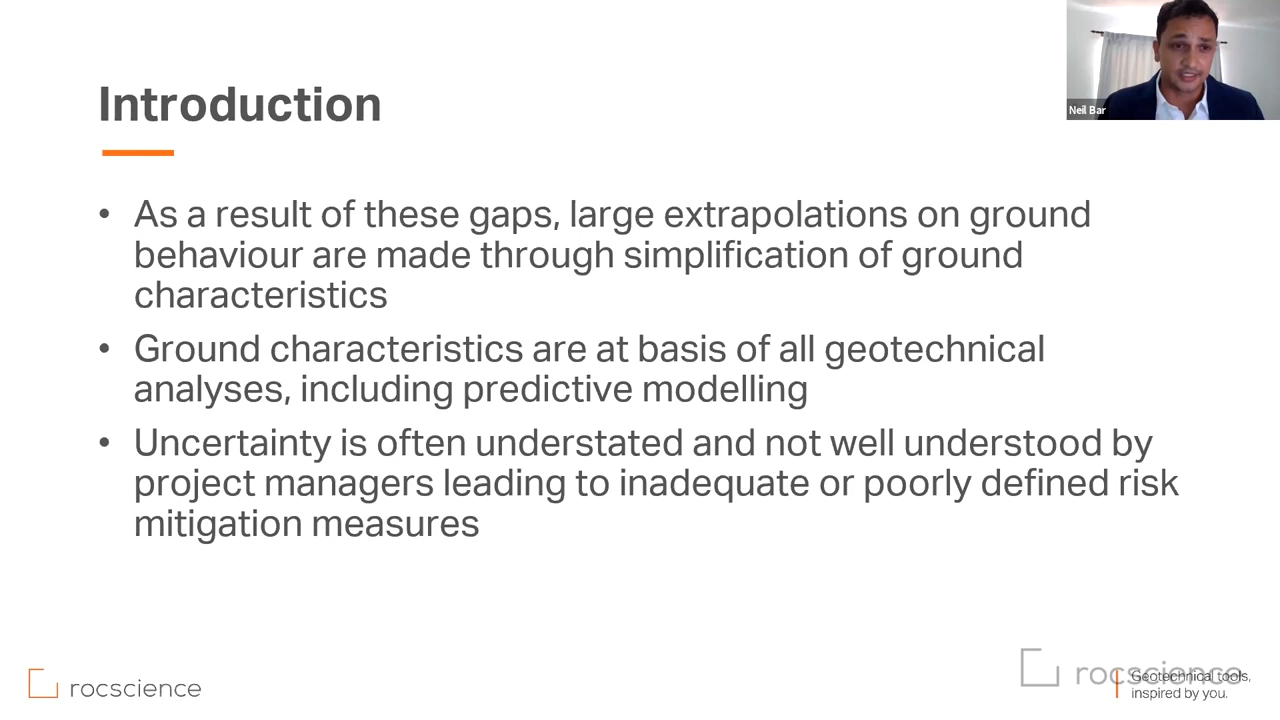 Introduction
Neil Bar
• As a result of these gaps, large extrapolations on ground
behaviour are made through simplification of ground
characteristics
• Ground characteristics are at basis of all geotechnical
analyses, including predictive modelling
• Uncertainty is often understated and not well understood by
project managers leading to inadequate or poorly defined risk
mitigation measures
rocscience
rocscience
Geotechnical tools,
inspired by you.